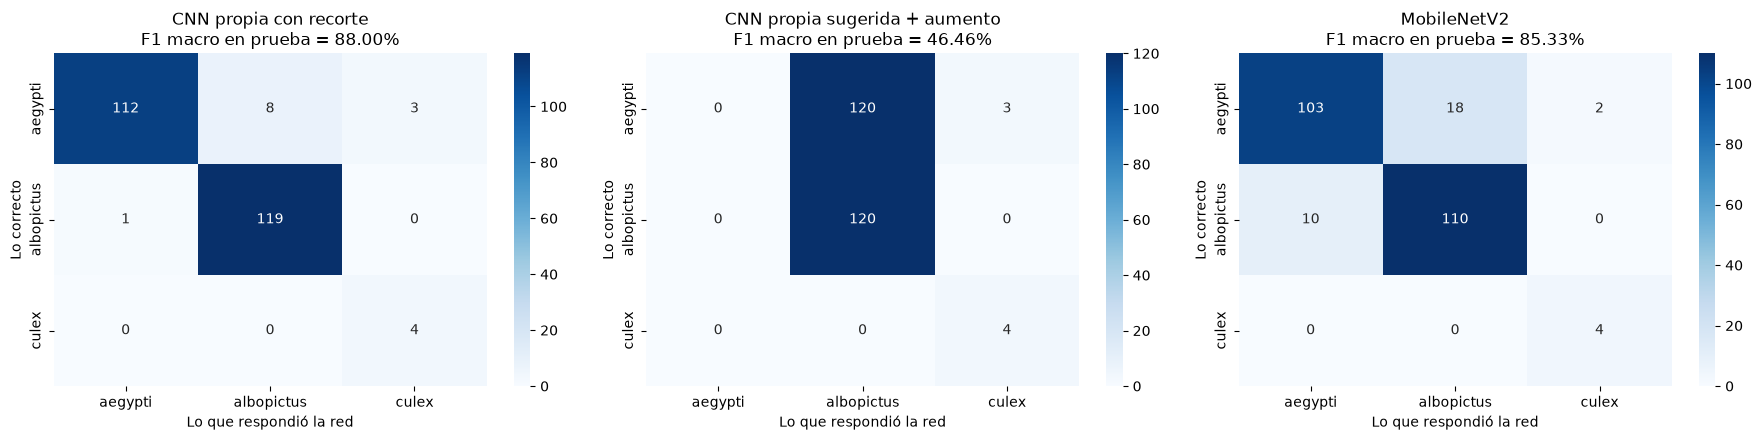 CNN propia con recorte
F1 macro en prueba = 88.00%
Lo correcto
aegypti
albopictus
culex
112 8 3
1 119 0
0 0 4
100
80
60
40
20
0
aegypti albopictus culex
Lo que respondió la red
CNN propia sugerida + aumento
F1 macro en prueba = 46.46%
Lo correcto
aegypti
albopictus
culex
0 120 3
0 120 0
0 0 4
120
100
80
60
40
20
0
aegypti albopictus culex
Lo que respondió la red
MobileNetV2
F1 macro en prueba = 85.33%
Lo correcto
aegypti
albopictus
culex
103 18 2
10 110 0
0 0 4
100
80
60
40
20
0
aegypti albopictus culex
Lo que respondió la red